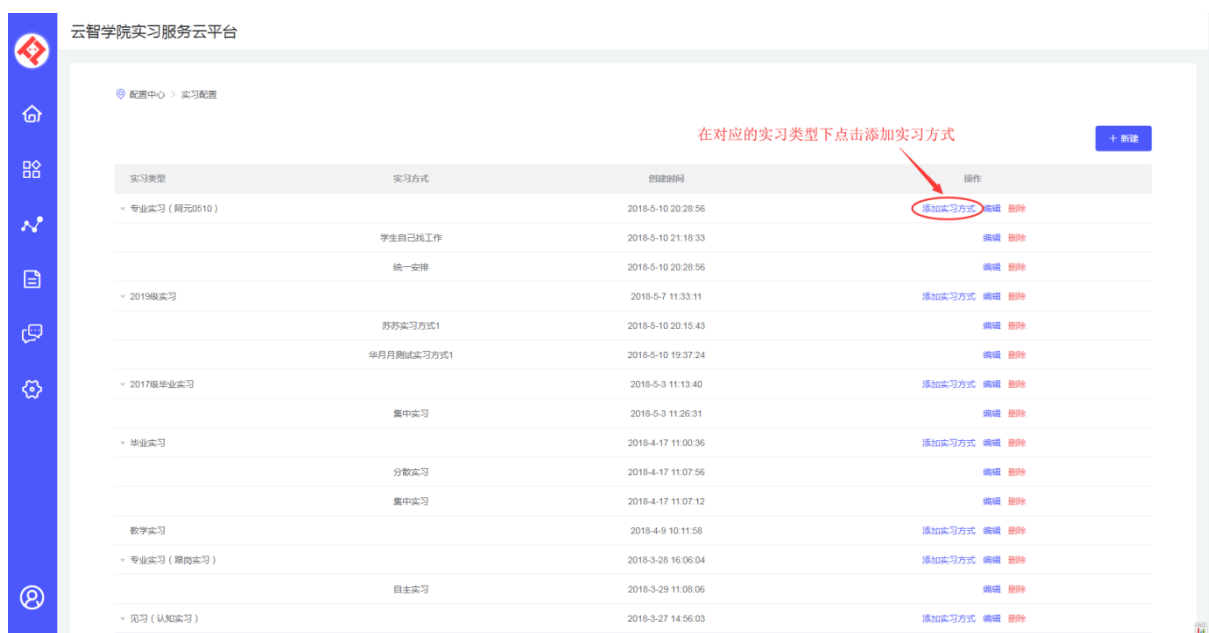 云智学院实习服务云平台
配置中心 > 实习配置
在对应的实习类型下点击添加实习方式
+ 新建
实习类型 实习方式 创建时间 操作
专业实习（阿元0510） 2018-5-10 20:28:56 添加实习方式 编辑 删除
学生自己找工作 2018-5-10 21:18:33 编辑 删除
统一安排 2018-5-10 20:28:56 编辑 删除
2019级实习 2018-5-7 11:33:11 添加实习方式 编辑 删除
苏苏实习方式1 2018-5-10 20:15:43 编辑 删除
华月月测试实习方式1 2018-5-10 19:37:24 编辑 删除
2017级毕业实习 2018-5-3 11:13:40 添加实习方式 编辑 删除
集中实习 2018-5-3 11:26:31 编辑 删除
毕业实习 2018-4-17 11:00:36 添加实习方式 编辑 删除
分散实习 2018-4-17 11:07:56 编辑 删除
集中实习 2018-4-17 11:07:12 编辑 删除
教学实习 2018-4-9 10:11:58 添加实习方式 编辑 删除
专业实习（跟岗实习） 2018-3-28 16:06:04 添加实习方式 编辑 删除
自主实习 2018-3-29 11:08:06 编辑 删除
见习（认知实习） 2018-3-27 14:56:03 添加实习方式 编辑 删除